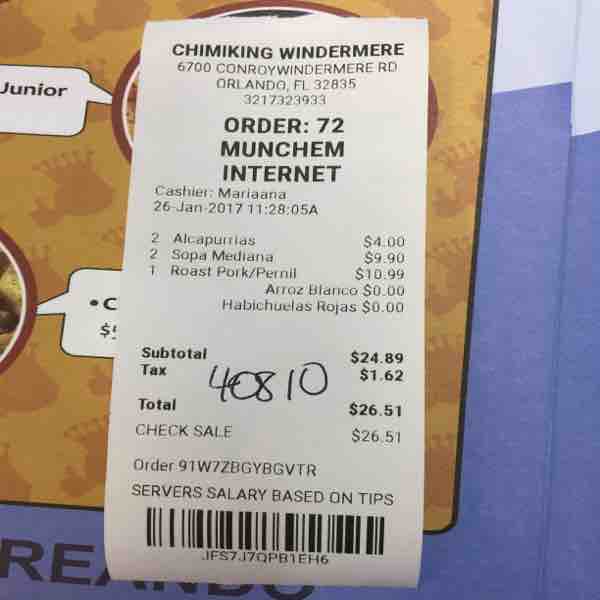 CHIMIKING WINDERMERE
6700 CONROYWINDERMERE RD
ORLANDO, FL 32835
3217323933
ORDER: 72
MUNCHEM
INTERNET
Cashier: Mariaana
26-Jan-2017 11:28:05A
2 Alcapurrias $4.00
2 Sopa Mediana $9.90
1 Roast Pork/Pernil $10.99
Arroz Blanco $0.00
Habichuelas Rojas $0.00
Subtotal $24.89
Tax $1.62
40810
Total $26.51
CHECK SALE $26.51
Order 91W7ZBGYBGVTR
SERVERS SALARY BASED ON TIPS
JFS7J7QPB1EH6
Junior